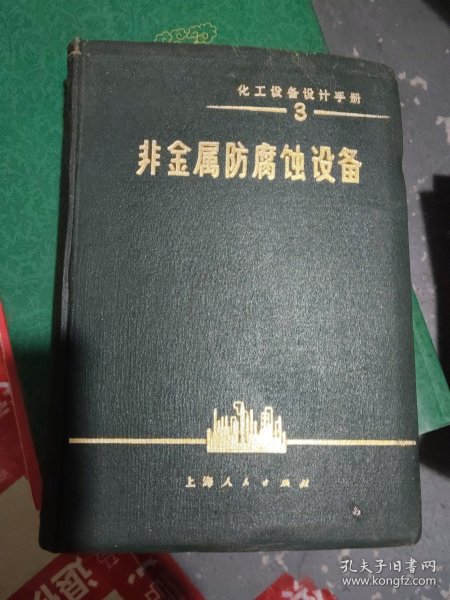 化工设备设计手册
3
非金属防腐蚀设备
上海人民出版社
孔夫子旧书网
www.kongfz.com